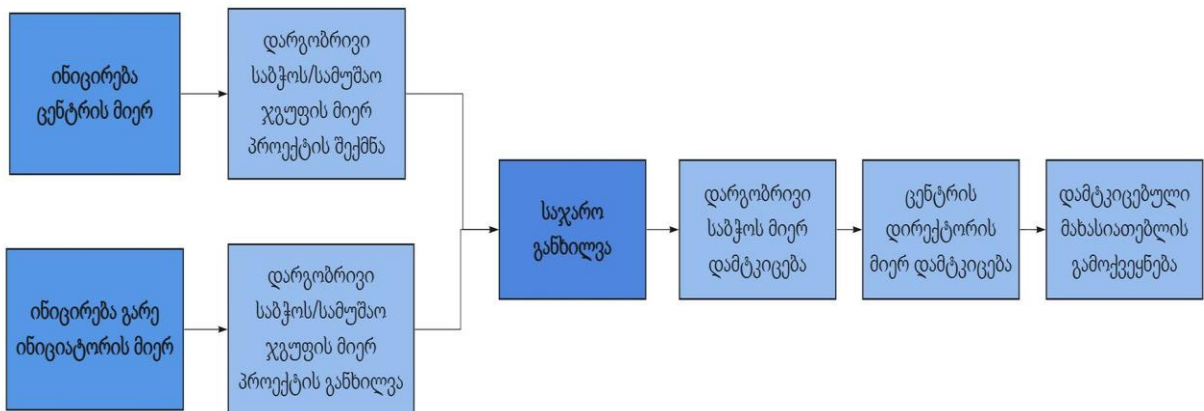 ინიცირება
ცენტრის მიერ
დარგობრივი
საბჭოს/სამუშაო
ჯგუფის მიერ
პროექტის შექმნა
ინიცირება გარე
ინიციატორის მიერ
დარგობრივი
საბჭოს/სამუშაო
ჯგუფის მიერ
პროექტის განხილვა
საჯარო
განხილვა
დარგობრივი
საბჭოს მიერ
დამტკიცება
ცენტრის
დირექტორის
მიერ დამტკიცება
დამტკიცებული
მახასიათებლის
გამოქვეყნება